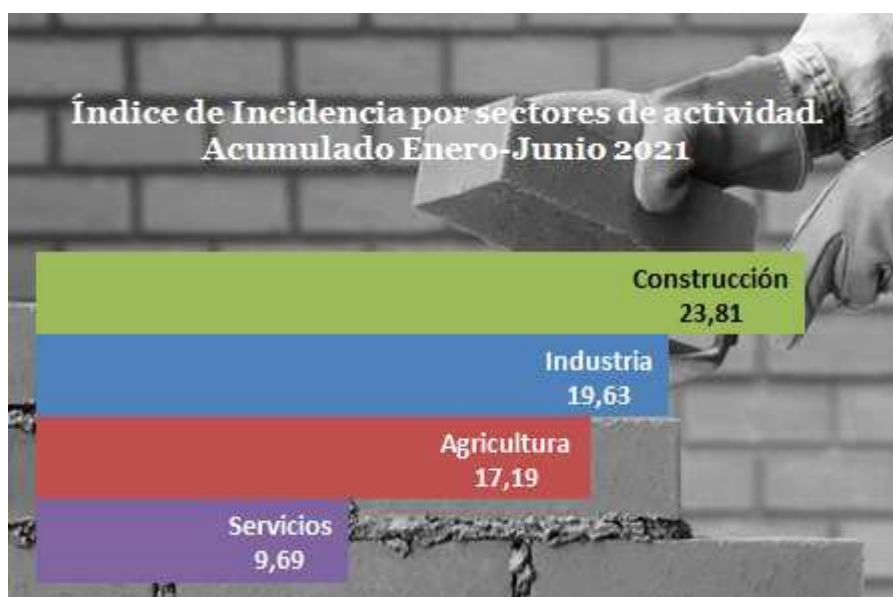 Índice de Incidencia por sectores de actividad.
Acumulado Enero-Junio 2021
Construcción
23,81
Industria
19,63
Agricultura
17,19
Servicios
9,69